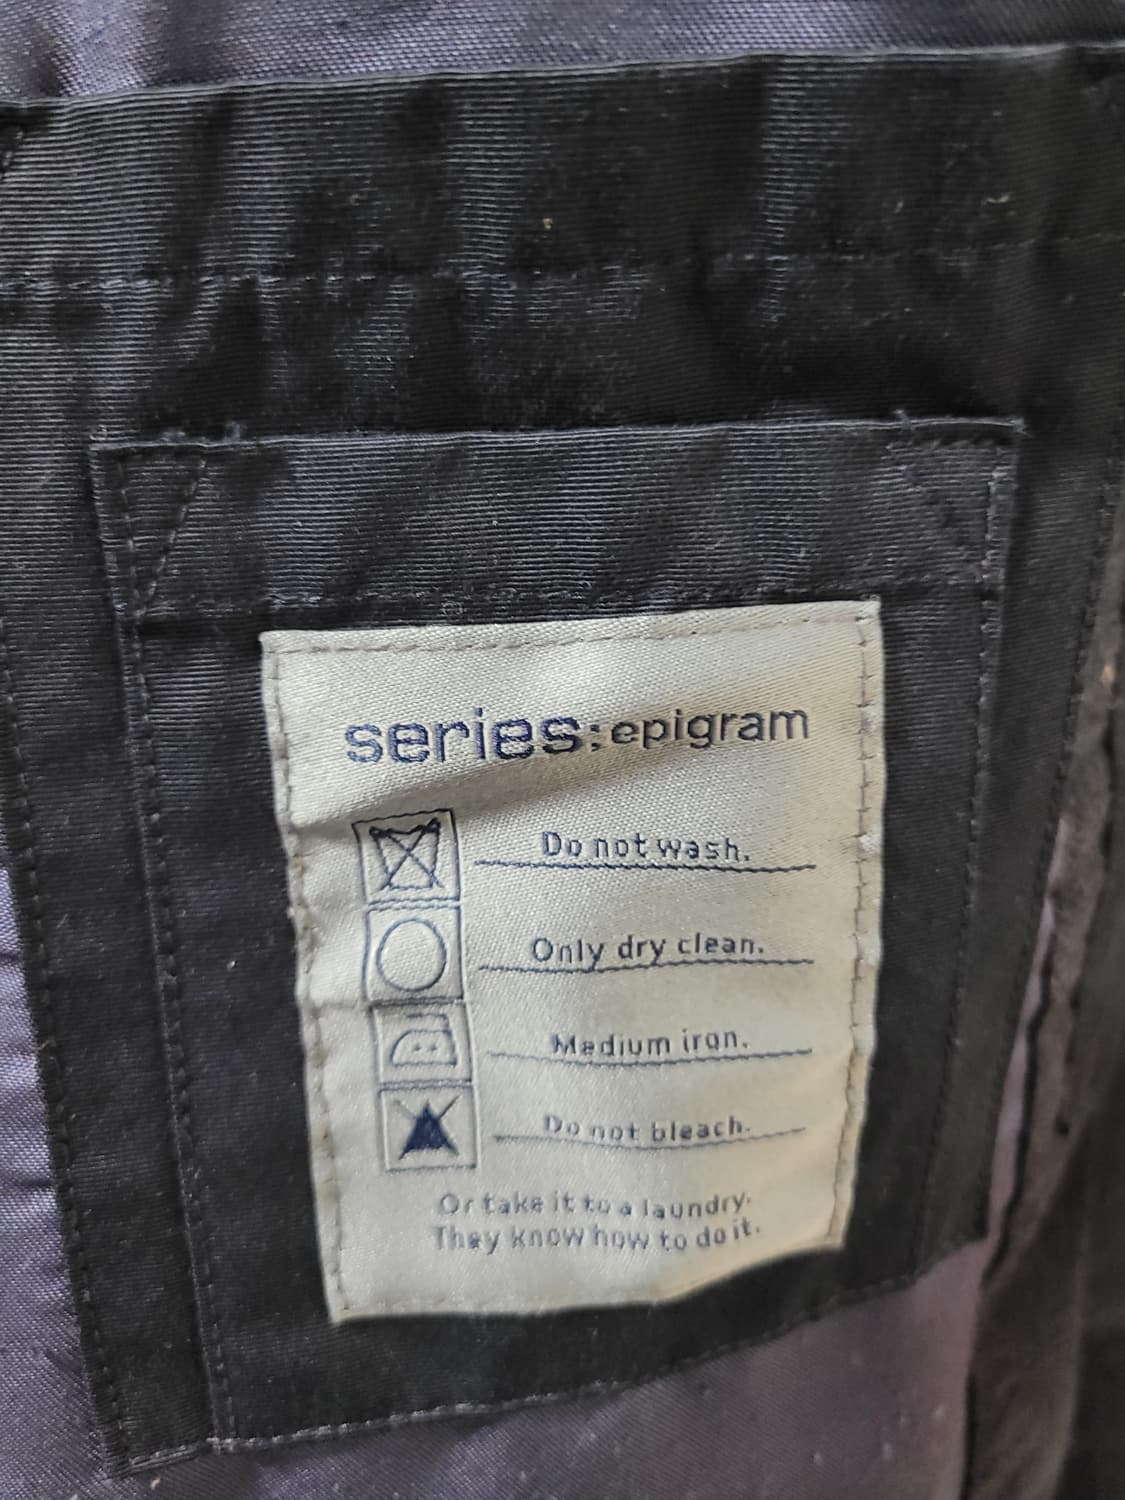 series:epigram
Do not wash.
Only dry clean.
Medium iron.
Do not bleach.
Or take it to a laundry.
They know how to do it.